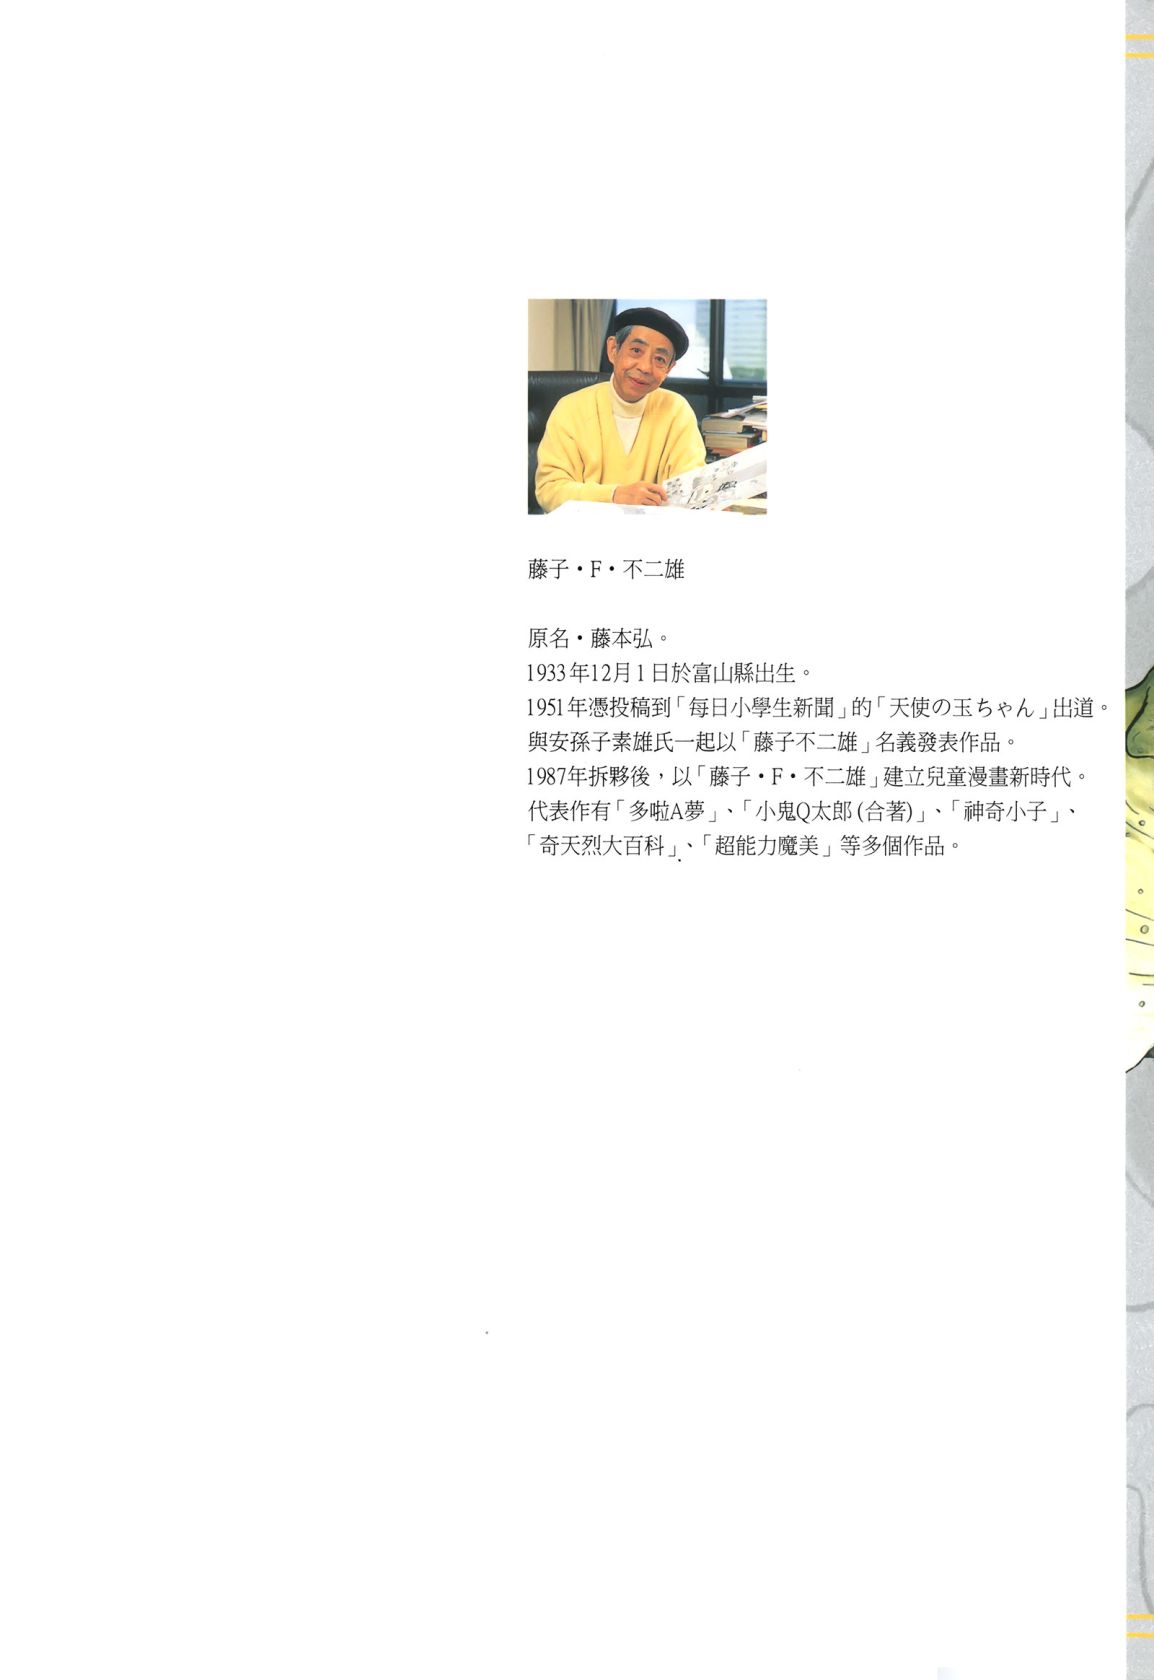 藤子・F・不二雄
原名・藤本弘。
1933年12月1日於富山縣出生。
1951年憑投稿到「每日小學生新聞」的「天使の玉ちゃん」出道。
與安孫子素雄氏一起以「藤子不二雄」名義發表作品。
1987年拆夥後，以「藤子・F・不二雄」建立兒童漫畫新時代。
代表作有「多啦A夢」、「小鬼Q太郎(合著)」、「神奇小子」、
「奇天烈大百科」、「超能力魔美」等多個作品。